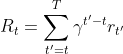 R_t = \sum_{t'=t}^{T} \gamma^{t'-t} r_{t'}